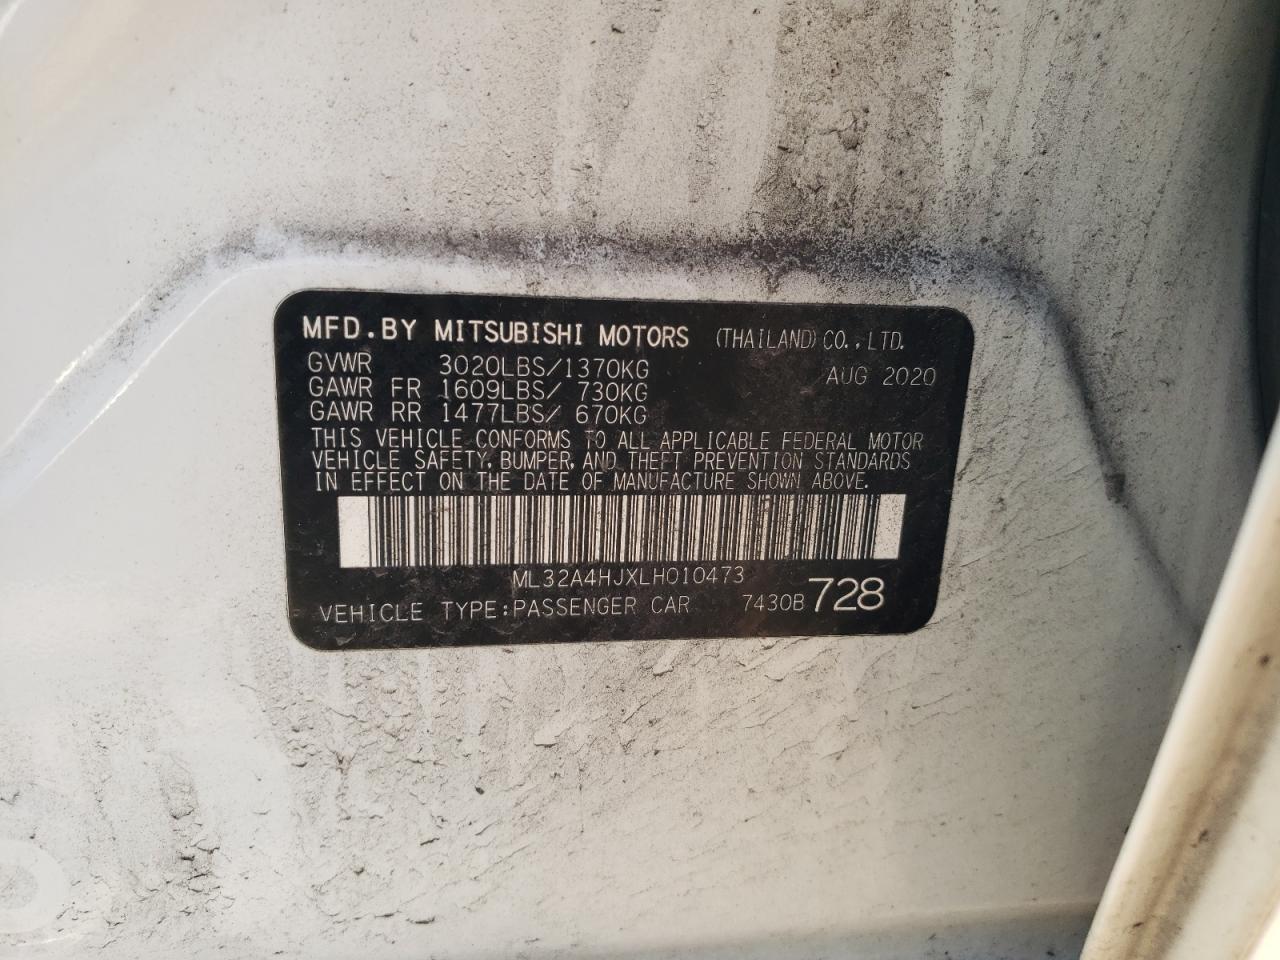 MFD.BY MITSUBISHI MOTORS (THAILAND) CO.,LTD.
GVWR 3020LBS/1370KG AUG 2020
GAWR FR 1609LBS/ 730KG
GAWR RR 1477LBS/ 670KG
THIS VEHICLE CONFORMS TO ALL APPLICABLE FEDERAL MOTOR
VEHICLE SAFETY, BUMPER, AND THEFT PREVENTION STANDARDS
IN EFFECT ON THE DATE OF MANUFACTURE SHOWN ABOVE.
ML32A4HJXLH010473
VEHICLE TYPE:PASSENGER CAR 7430B 728